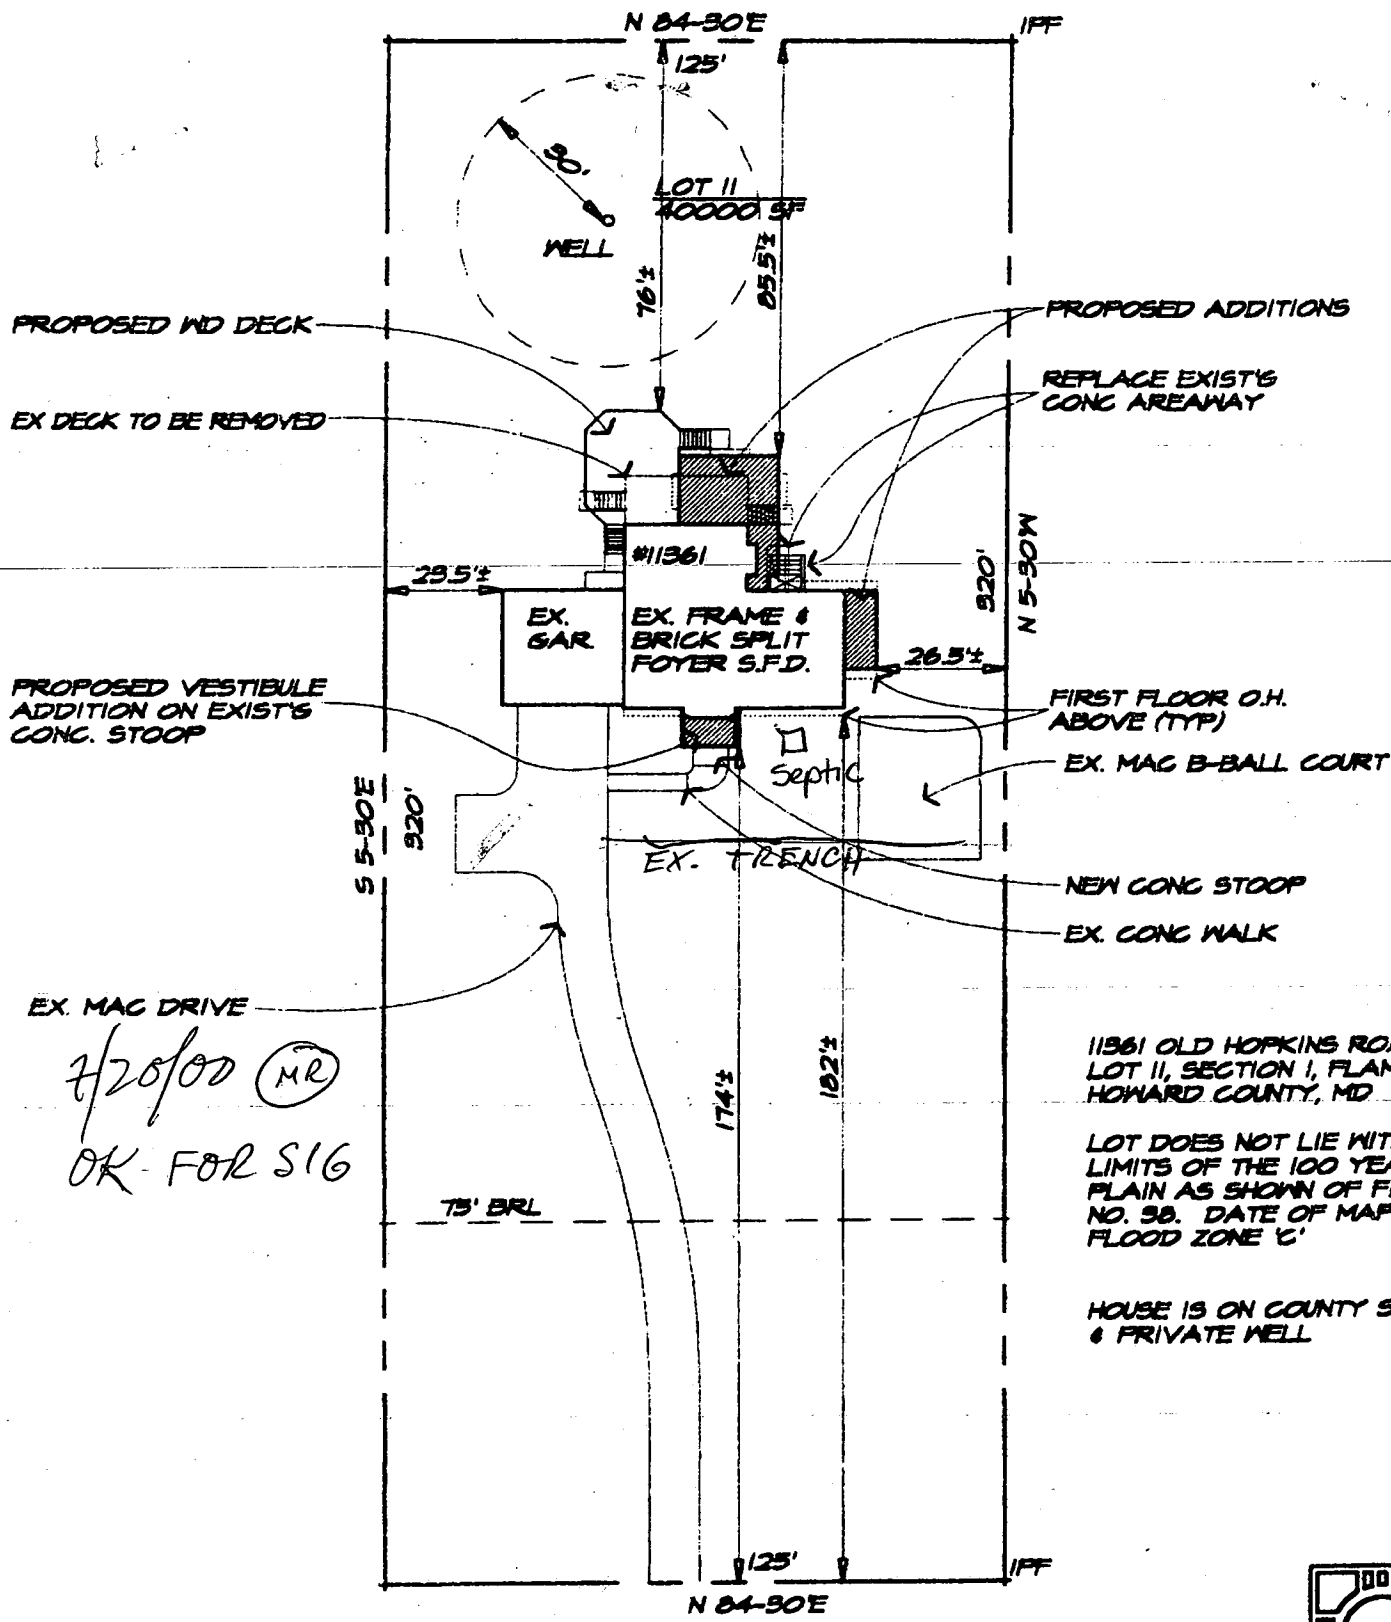 N 84-30'E
IPF
125'
30'
LOT 11
40000 SF
WELL
76'±
85.5'±
PROPOSED WD DECK
PROPOSED ADDITIONS
REPLACE EXIST'G
CONC AREAWAY
EX DECK TO BE REMOVED
#11361
23.5'±
320'
N 5-30W
EX.
GAR.
EX. FRAME &
BRICK SPLIT
FOYER S.F.D.
26.5'±
PROPOSED VESTIBULE
ADDITION ON EXIST'G
CONC. STOOP
FIRST FLOOR O.H.
ABOVE (TYP)
Septic
EX. MAC B-BALL COURT
S 5-30'E
320'
EX. TRENCH
NEW CONC STOOP
EX. CONC WALK
EX. MAC DRIVE
7/20/00 MR
OK FOR SIG
174'±
182'±
11361 OLD HOPKINS ROA
LOT 11, SECTION 1, FLAM
HOWARD COUNTY, MD
LOT DOES NOT LIE WIT
LIMITS OF THE 100 YEA
PLAIN AS SHOWN OF FI
NO. 38. DATE OF MAP
FLOOD ZONE 'C'
75' BRL
HOUSE IS ON COUNTY S
& PRIVATE WELL
125'
IPF
N 84-30'E